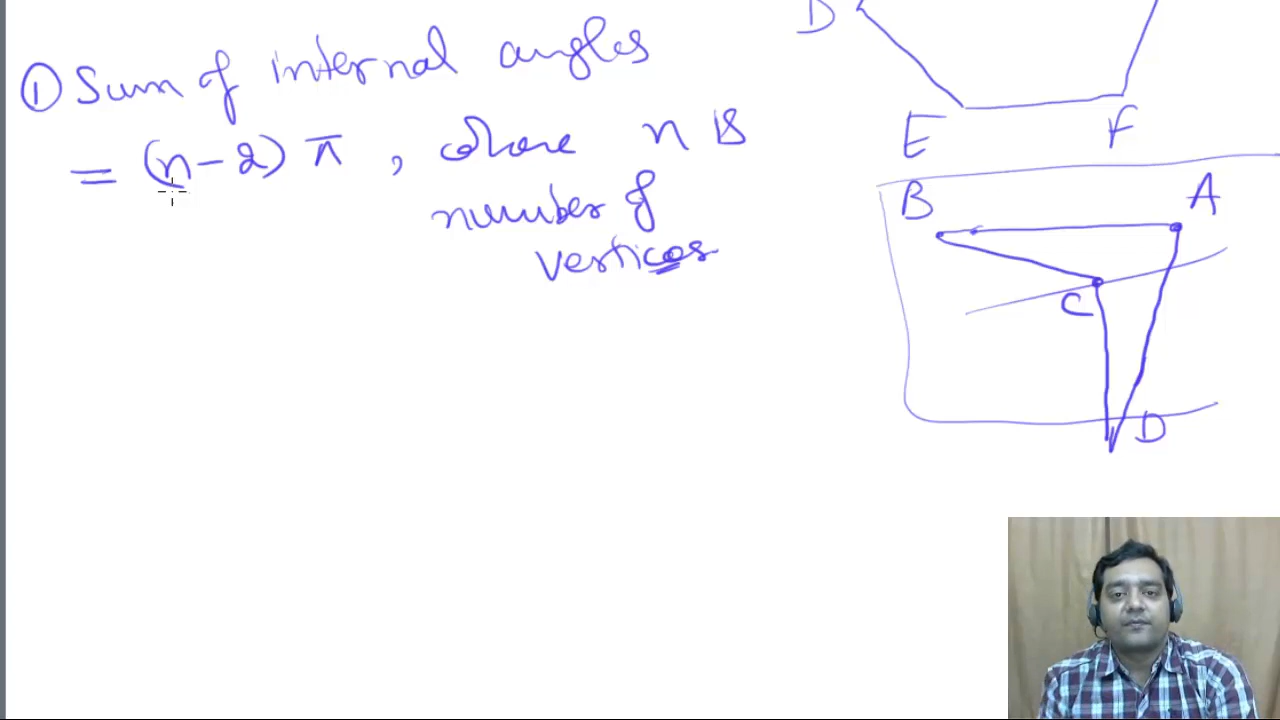 ① Sum of internal angles
= (n-2) π , where n is
number of
vertices
D
E F
B A
C
D